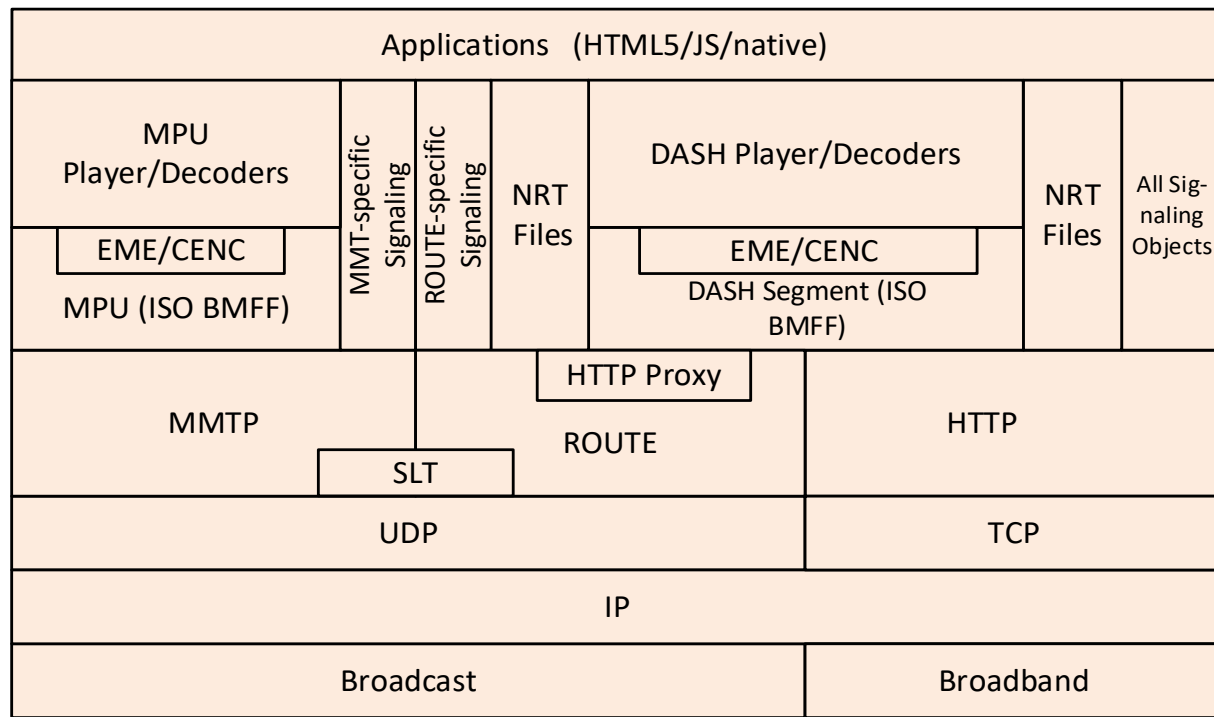 Applications (HTML5/JS/native)
MPU
Player/Decoders
MMT-specific
Signaling
ROUTE-specific
Signaling
NRT
Files
DASH Player/Decoders
NRT
Files
All Sig-
naling
Objects
EME/CENC
MPU (ISO BMFF)
EME/CENC
DASH Segment (ISO
BMFF)
MMTP
HTTP Proxy
ROUTE
SLT
HTTP
UDP
TCP
IP
Broadcast
Broadband